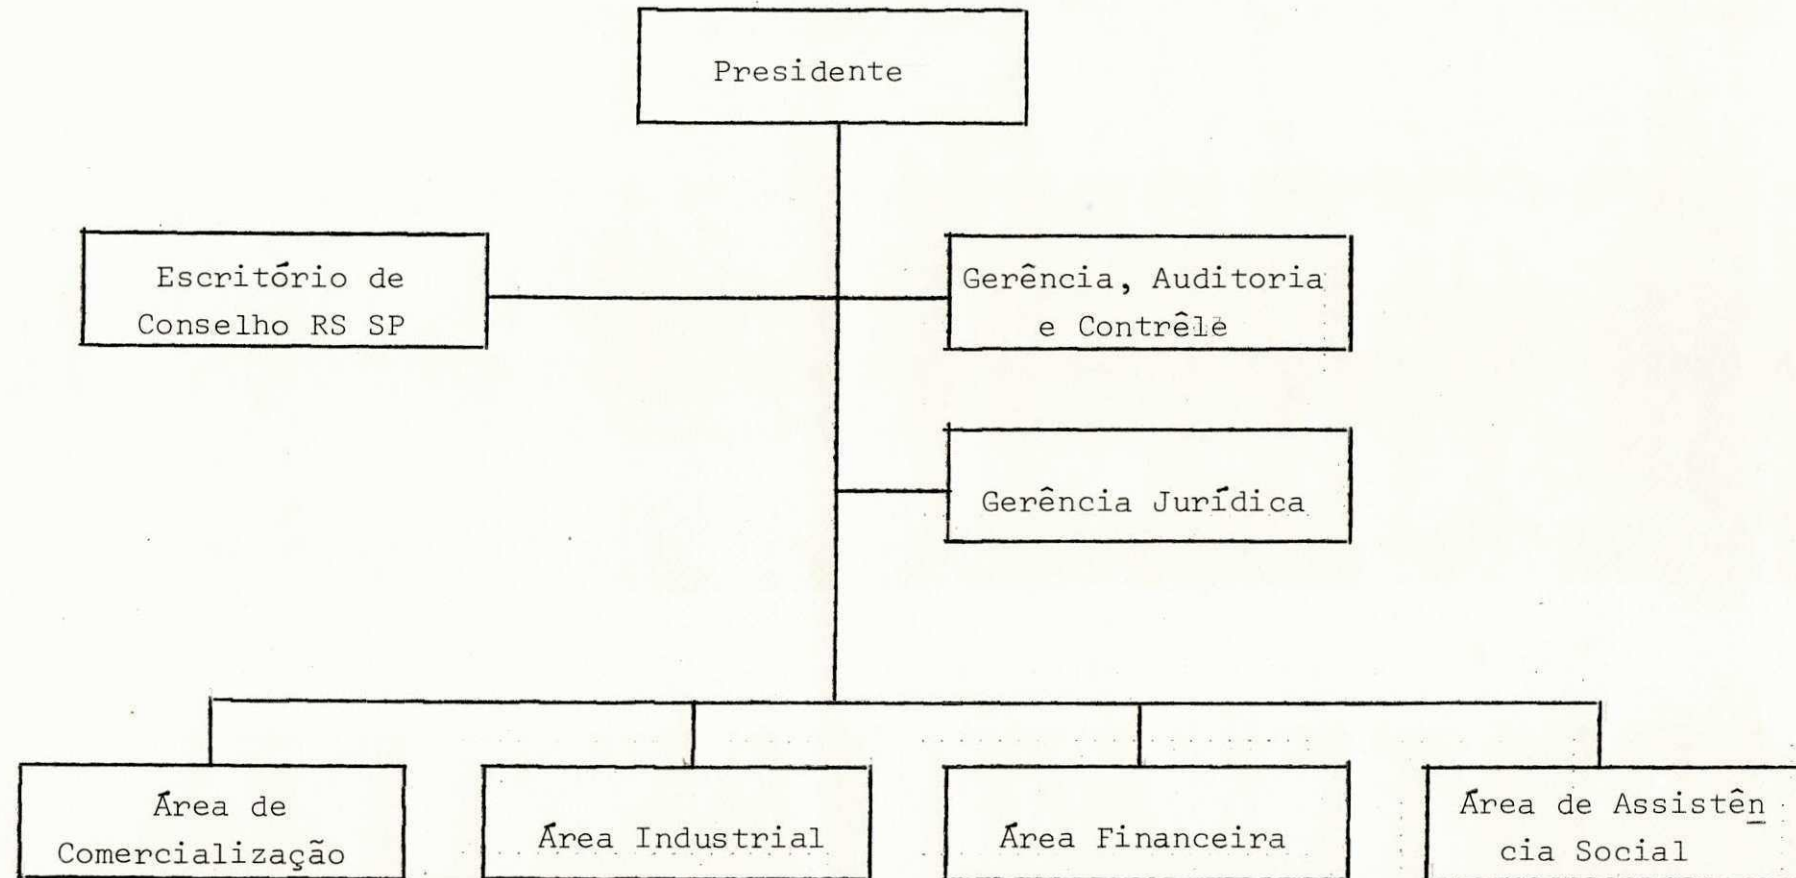 Presidente
Escritório de
Conselho RS SP
Gerência, Auditoria
e Contrêle
Gerência Jurídica
Área de
Comercialização
Área Industrial
Área Financeira
Área de Assistên
cia Social